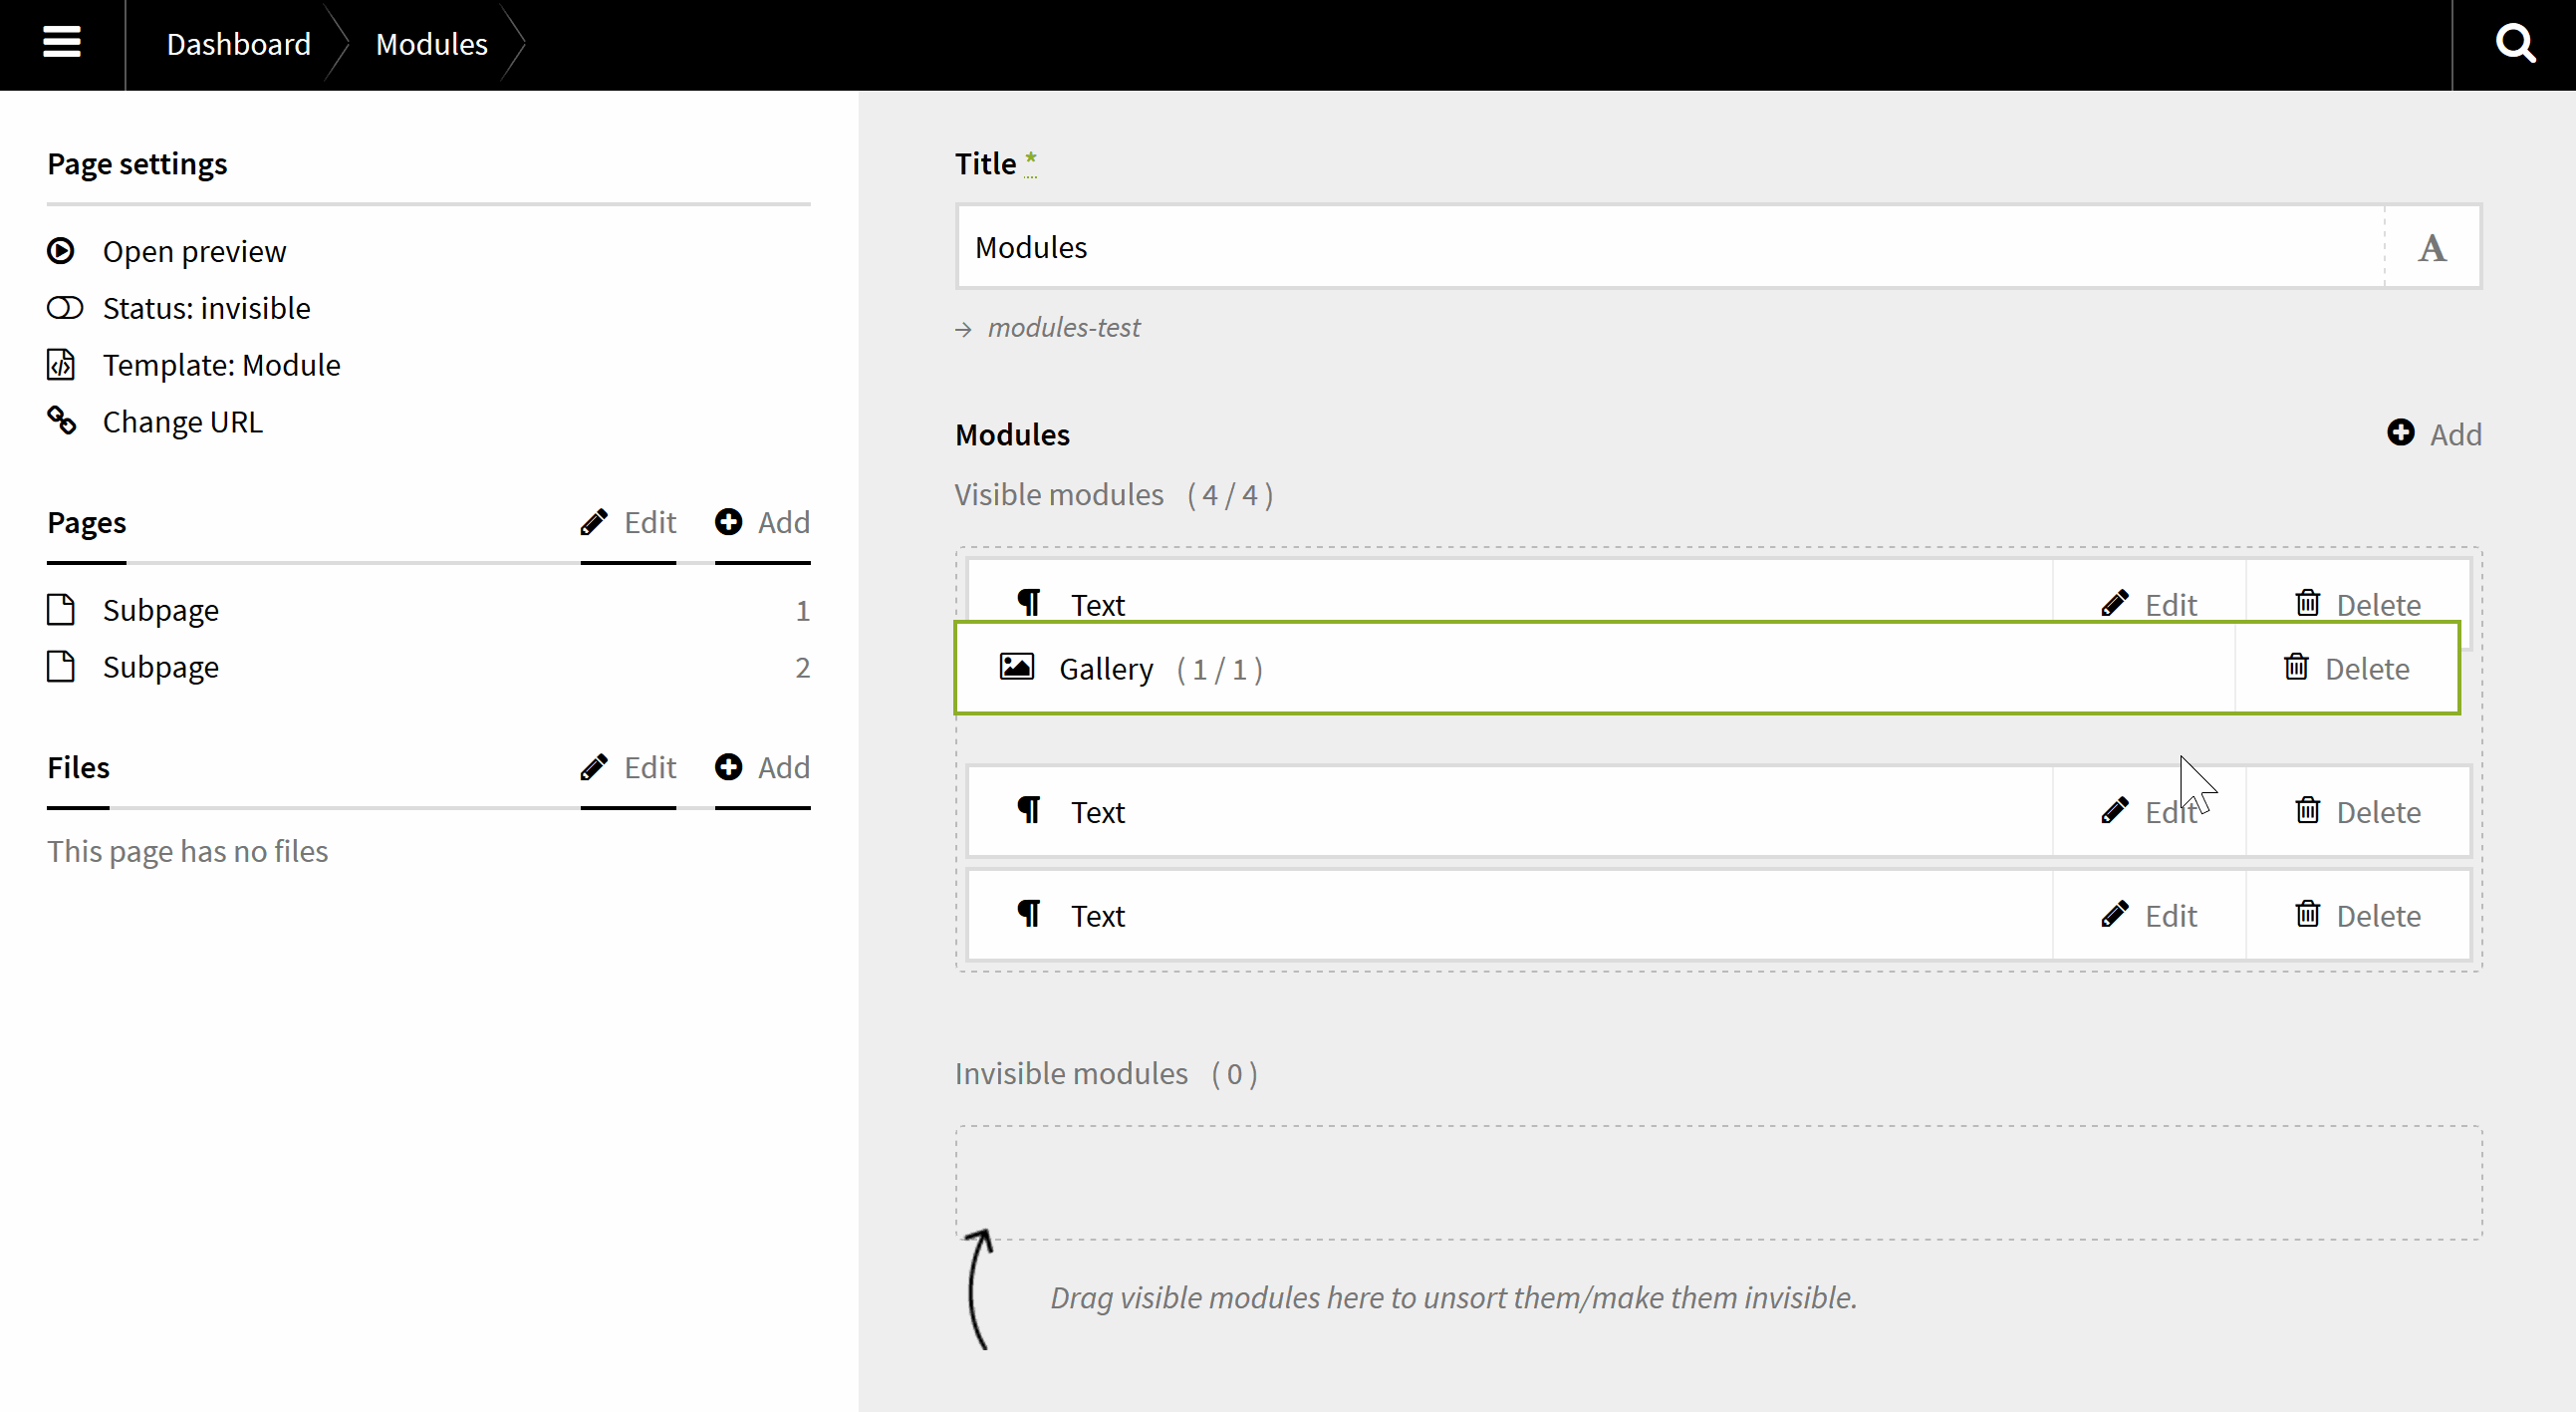 Dashboard Modules
Page settings
Open preview
Status: invisible
Template: Module
Change URL
Pages Edit Add
Subpage 1
Subpage 2
Files Edit Add
This page has no files
Title *
Modules A
→ modules-test
Modules Add
Visible modules ( 4 / 4 )
¶ Text Edit Delete
Gallery ( 1 / 1 ) Delete
¶ Text Edit Delete
¶ Text Edit Delete
Invisible modules ( 0 )
Drag visible modules here to unsort them/make them invisible.